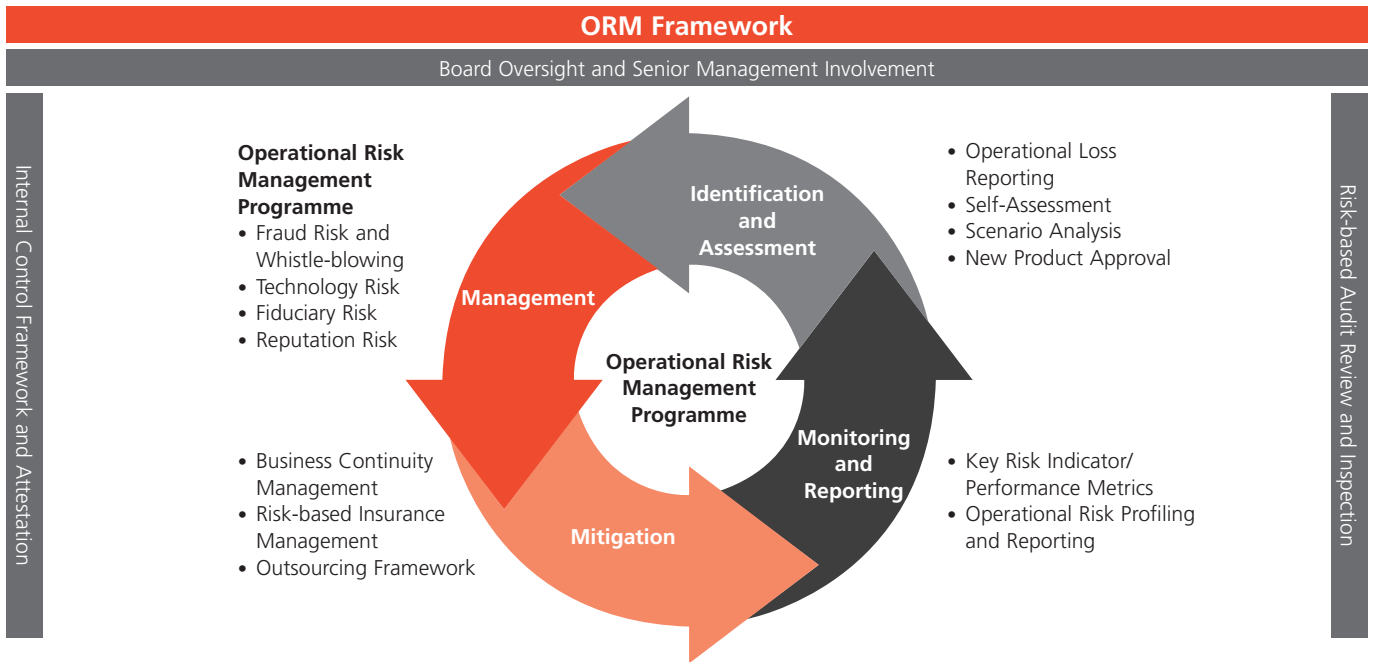 ORM Framework
Board Oversight and Senior Management Involvement
Internal Control Framework and Attestation
Operational Risk
Management
Programme
• Fraud Risk and
Whistle-blowing
• Technology Risk
• Fiduciary Risk
• Reputation Risk
Identification
and
Assessment
• Operational Loss
Reporting
• Self-Assessment
• Scenario Analysis
• New Product Approval
Management
Operational Risk
Management
Programme
• Business Continuity
Management
• Risk-based Insurance
Management
• Outsourcing Framework
Mitigation
Monitoring
and
Reporting
• Key Risk Indicator/
Performance Metrics
• Operational Risk Profiling
and Reporting
Risk-based Audit Review and Inspection